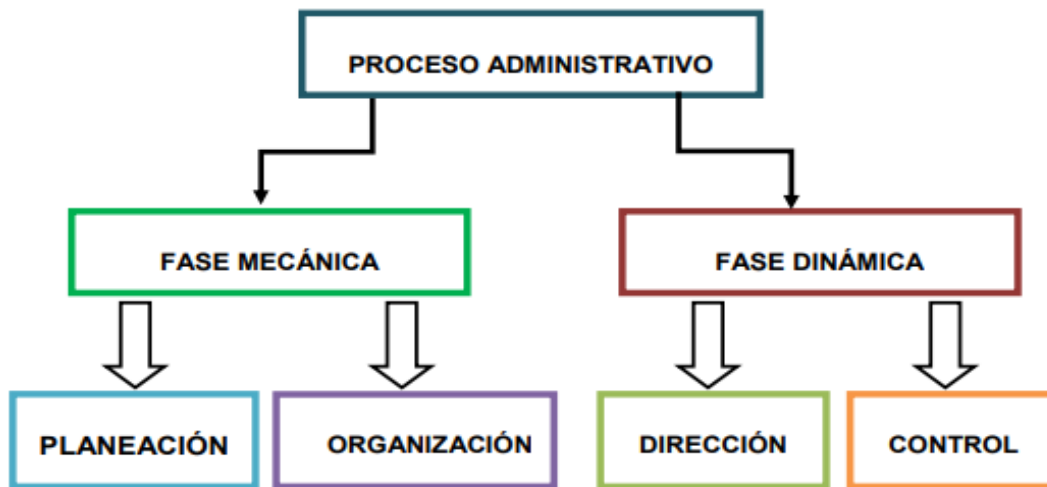 PROCESO ADMINISTRATIVO
FASE MECÁNICA
FASE DINÁMICA
PLANEACIÓN
ORGANIZACIÓN
DIRECCIÓN
CONTROL